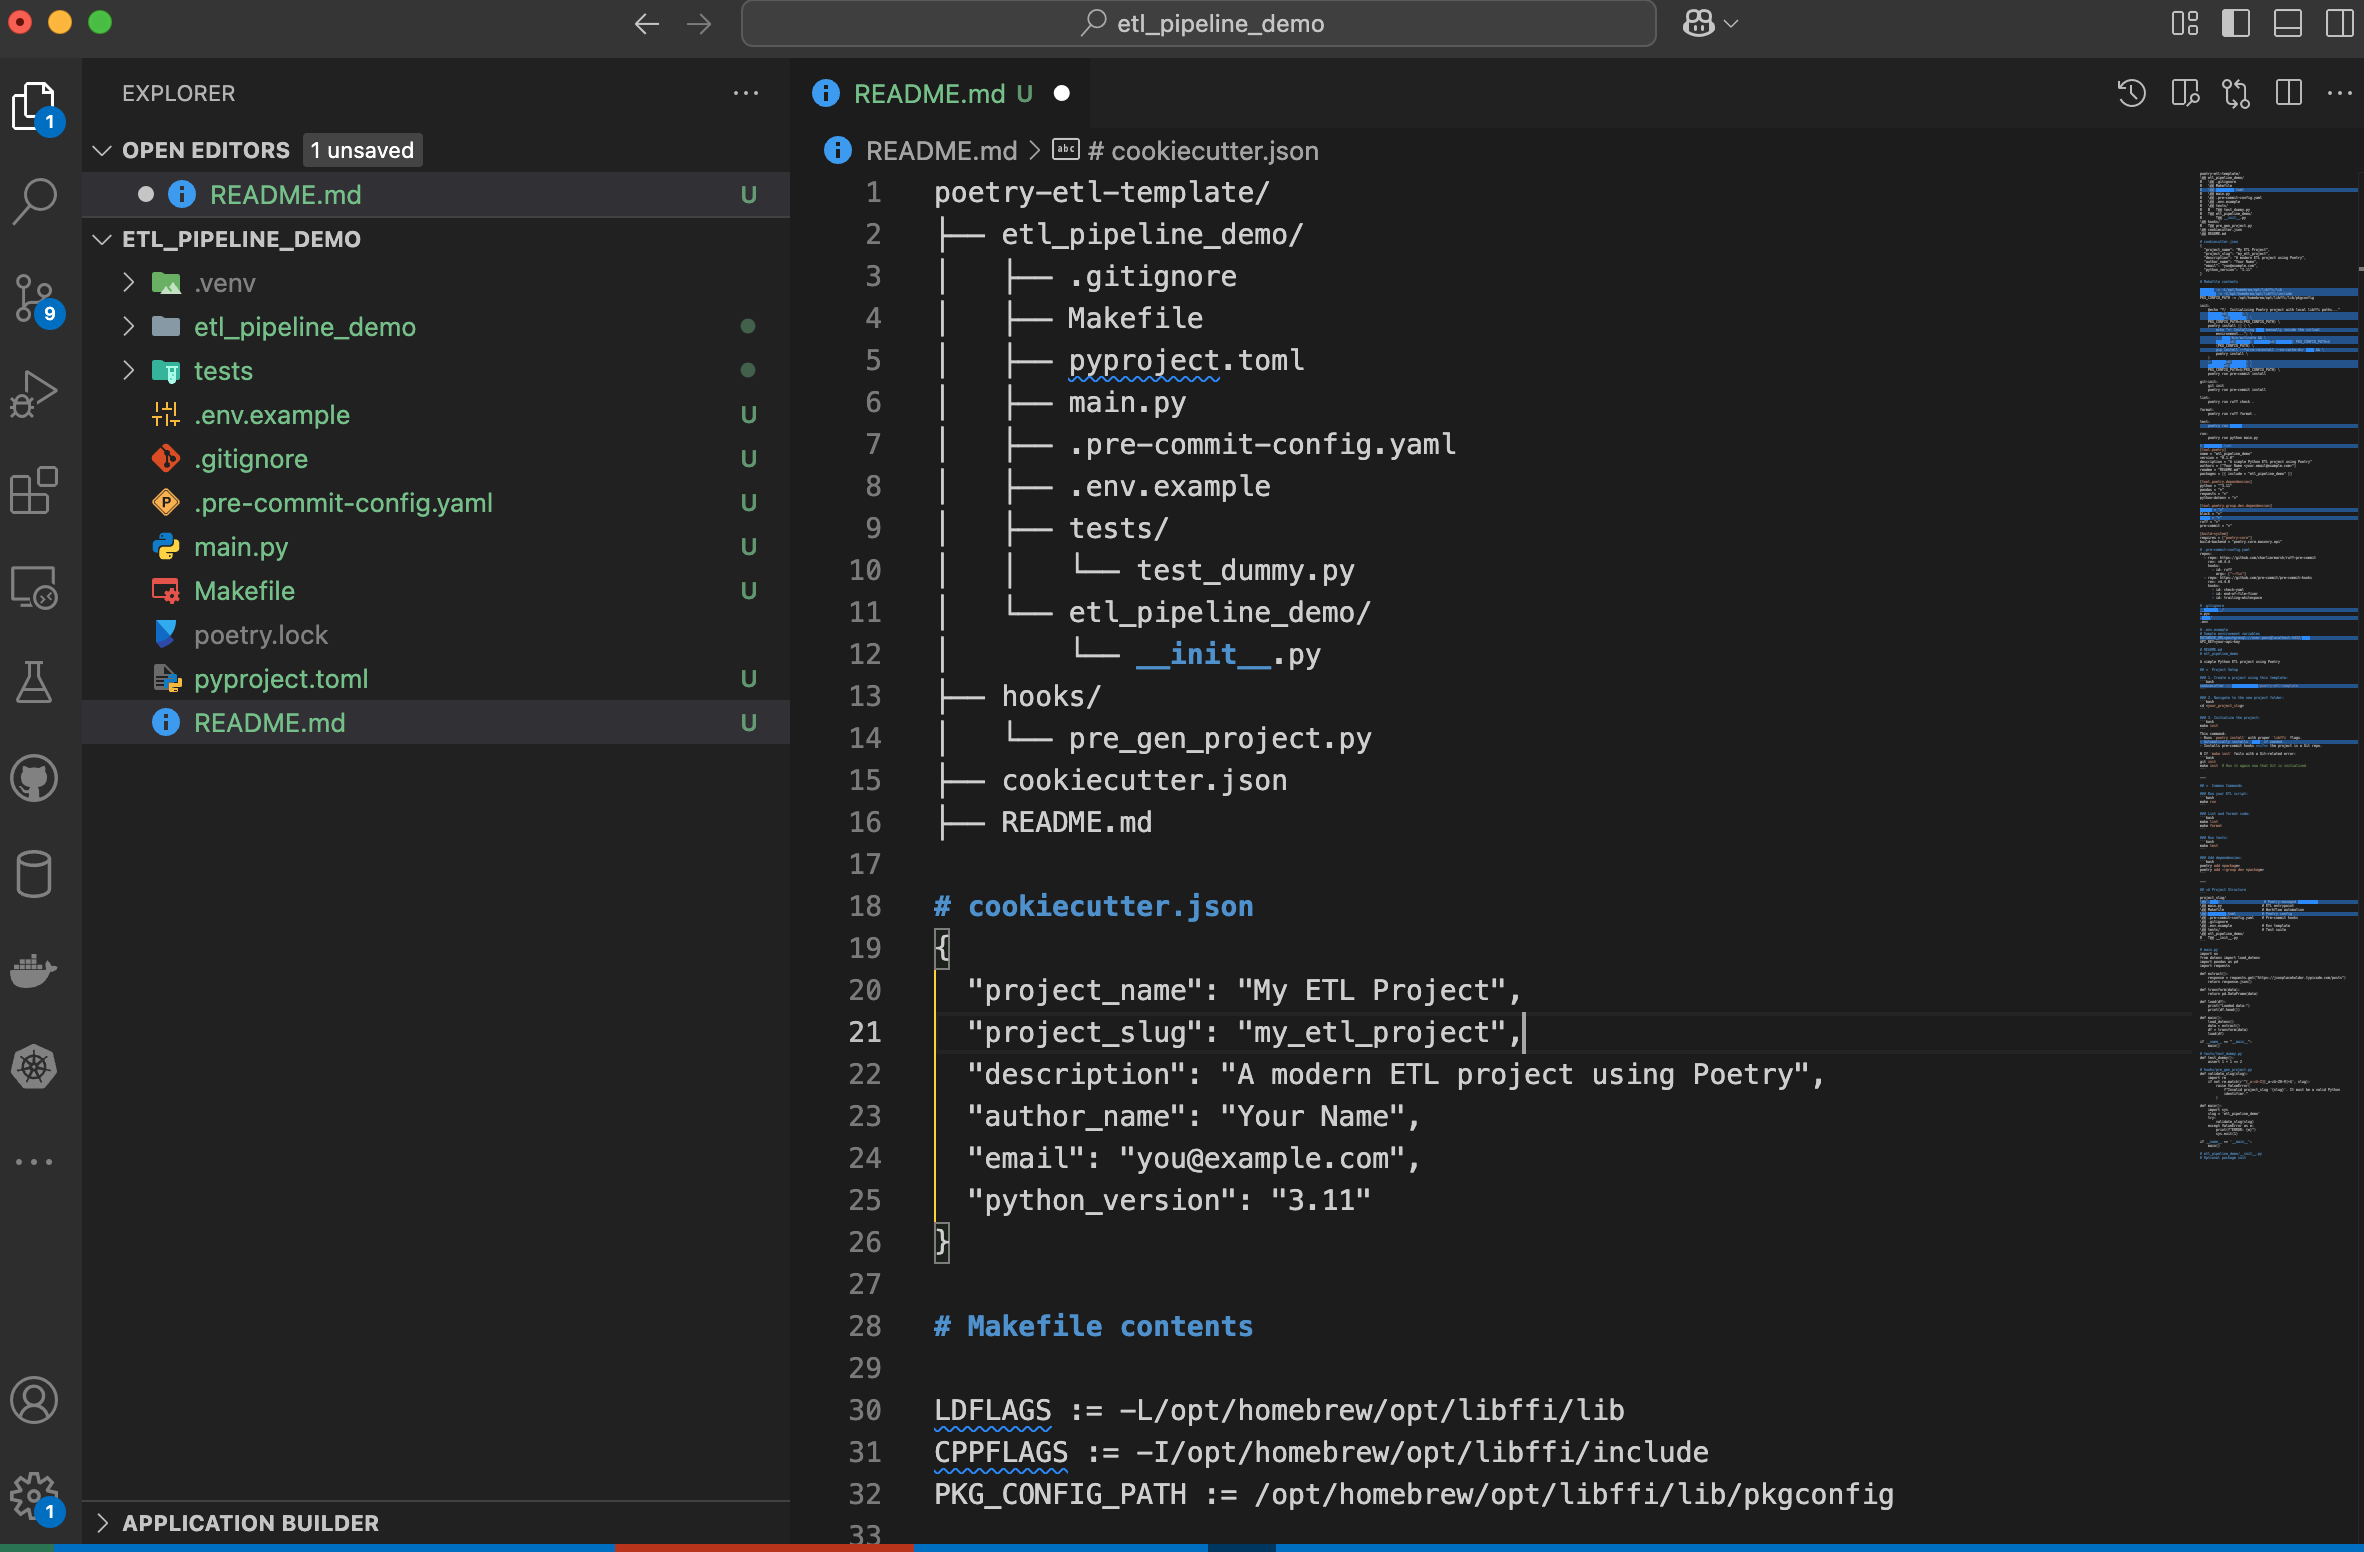 etl_pipeline_demo
EXPLORER
OPEN EDITORS 1 unsaved
README.md U
ETL_PIPELINE_DEMO
.venv
etl_pipeline_demo
tests
.env.example U
.gitignore U
.pre-commit-config.yaml U
main.py U
Makefile U
poetry.lock
pyproject.toml U
README.md U
APPLICATION BUILDER
1
9
1
README.md U
README.md > # cookiecutter.json
1 poetry-etl-template/
2 ├── etl_pipeline_demo/
3 │   ├── .gitignore
4 │   ├── Makefile
5 │   ├── pyproject.toml
6 │   ├── main.py
7 │   ├── .pre-commit-config.yaml
8 │   ├── .env.example
9 │   ├── tests/
10 │   │   └── test_dummy.py
11 │   └── etl_pipeline_demo/
12 │       └── __init__.py
13 ├── hooks/
14 │   └── pre_gen_project.py
15 ├── cookiecutter.json
16 ├── README.md
17
18 # cookiecutter.json
19 {
20   "project_name": "My ETL Project",
21   "project_slug": "my_etl_project",
22   "description": "A modern ETL project using Poetry",
23   "author_name": "Your Name",
24   "email": "you@example.com",
25   "python_version": "3.11"
26 }
27
28 # Makefile contents
29
30 LDFLAGS := -L/opt/homebrew/opt/libffi/lib
31 CPPFLAGS := -I/opt/homebrew/opt/libffi/include
32 PKG_CONFIG_PATH := /opt/homebrew/opt/libffi/lib/pkgconfig
33